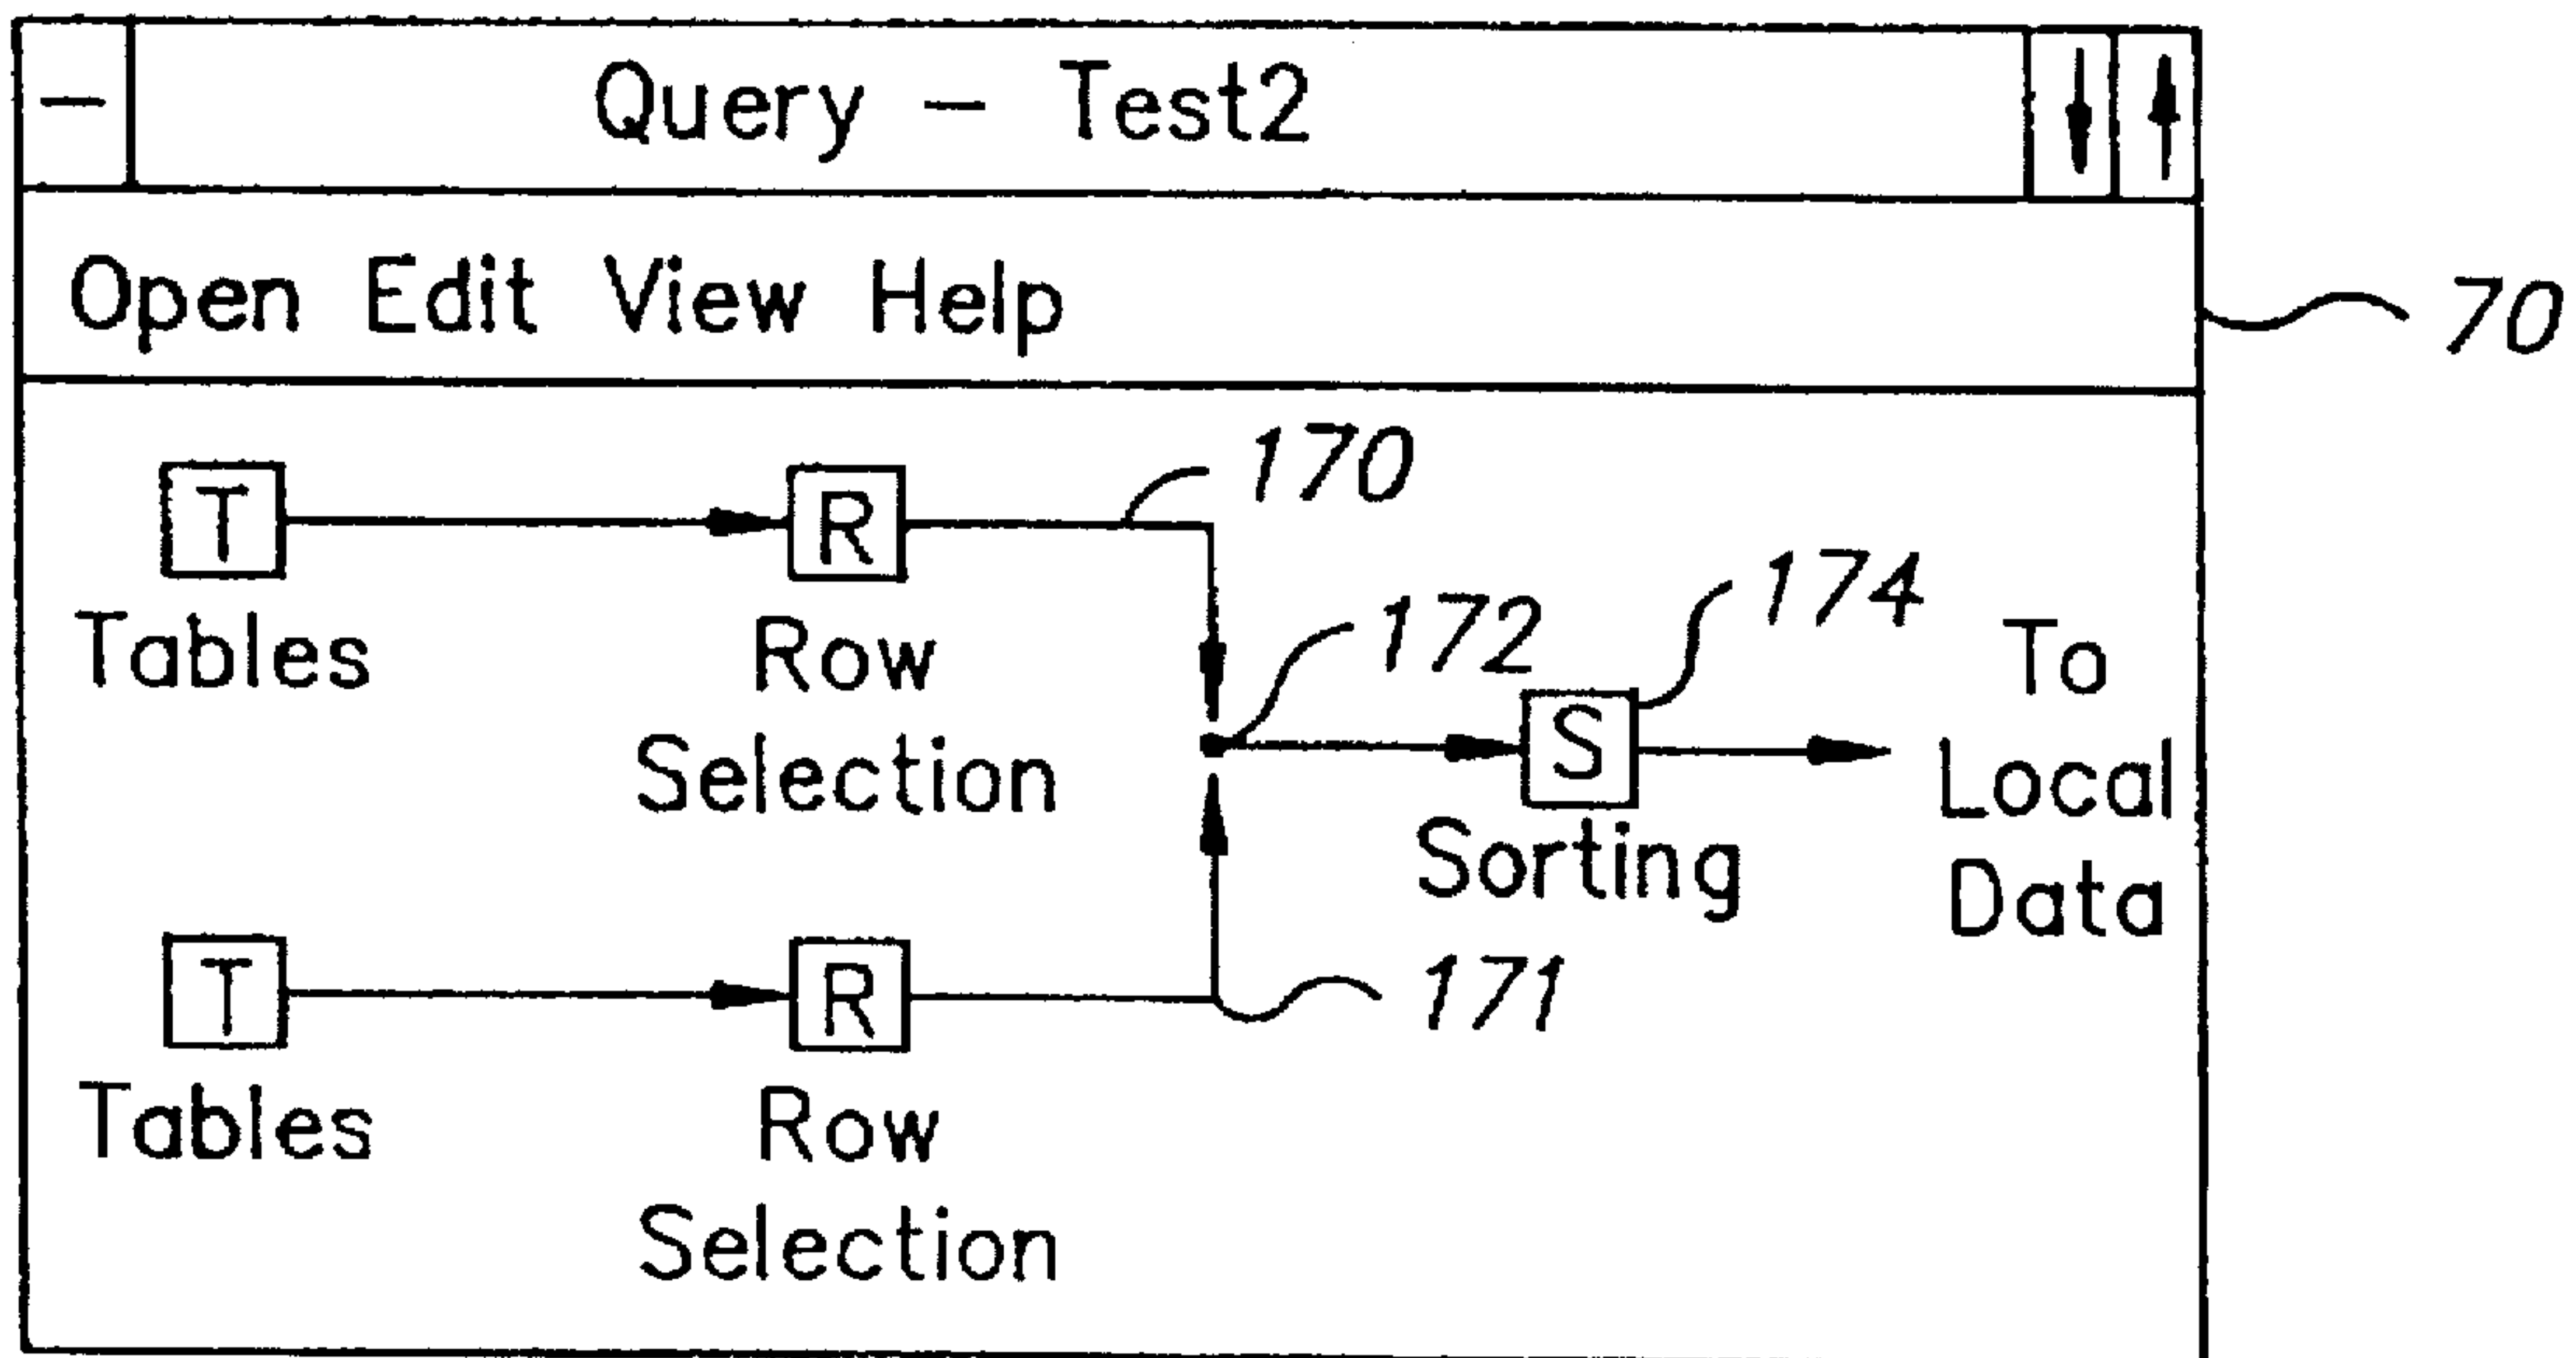 — Query – Test2
Open Edit View Help
70
170
T
R
172
174
Tables
Row
Selection
S
Sorting
To
Local
Data
171
T
R
Tables
Row
Selection